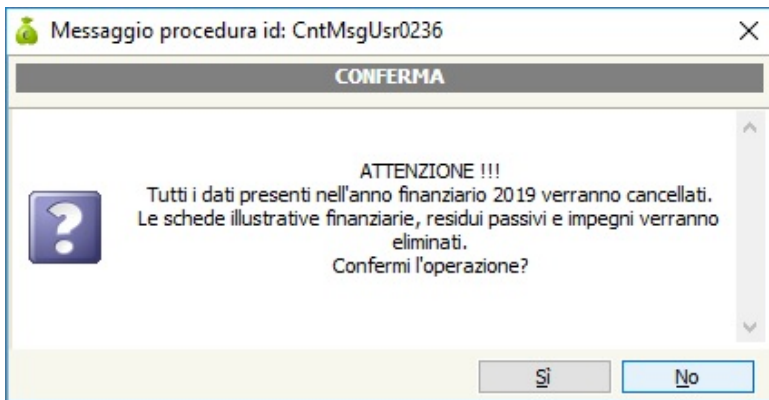 Messaggio procedura id: CntMsgUsr0236
CONFERMA
ATTENZIONE !!!
Tutti i dati presenti nell'anno finanziario 2019 verranno cancellati.
Le schede illustrative finanziarie, residui passivi e impegni verranno
eliminati.
Confermi l'operazione?
Sì
No